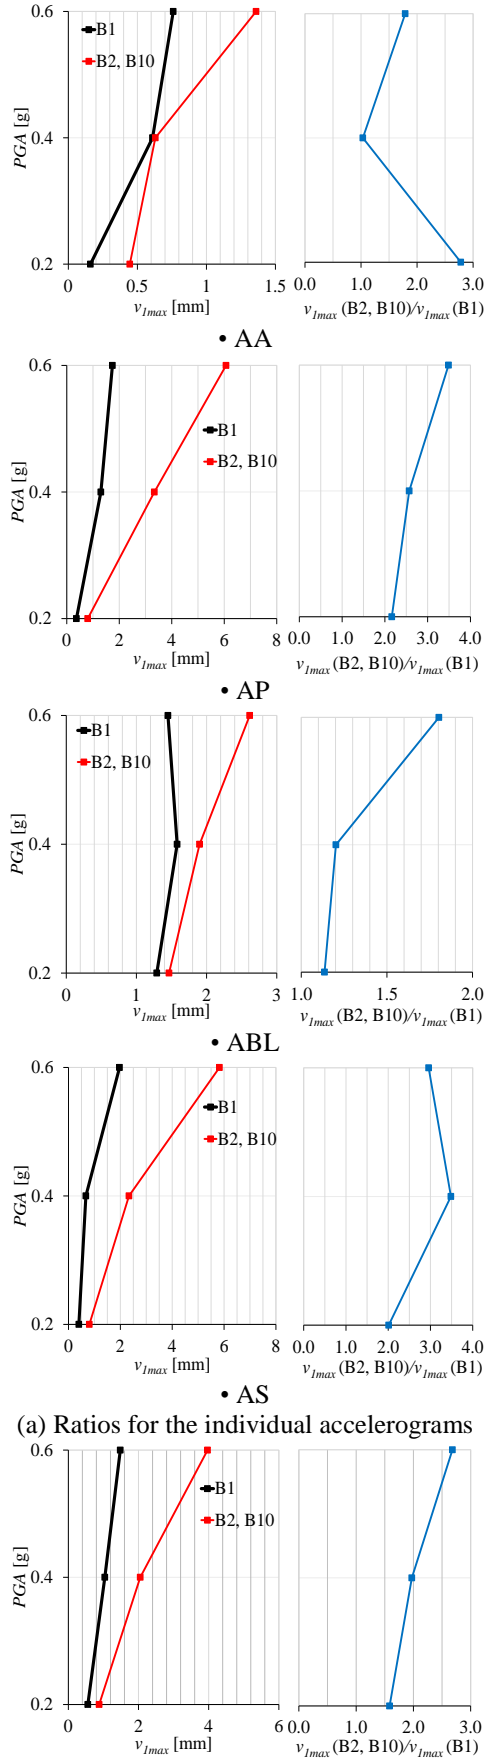 0.6
0.4
0.2
PGA [g]
B1
B2, B10
0 0.5 1 1.5
v1max [mm]
0.0 1.0 2.0 3.0
v1max (B2, B10)/v1max (B1)
• AA
0.6
0.4
0.2
PGA [g]
B1
B2, B10
0 2 4 6 8
v1max [mm]
0.0 1.0 2.0 3.0 4.0
v1max (B2, B10)/v1max (B1)
• AP
0.6
0.4
0.2
PGA [g]
B1
B2, B10
0 1 2 3
v1max [mm]
1.0 1.2 1.4 1.6 1.8 2.0
v1max (B2, B10)/v1max (B1)
• ABL
0.6
0.4
0.2
PGA [g]
B1
B2, B10
0 2 4 6 8
v1max [mm]
0.0 1.0 2.0 3.0 4.0
v1max (B2, B10)/v1max (B1)
• AS
(a) Ratios for the individual accelerograms
0.6
0.4
0.2
PGA [g]
B1
B2, B10
0 2 4 6
v1max [mm]
0.0 1.0 2.0 3.0
v1max (B2, B10)/v1max (B1)